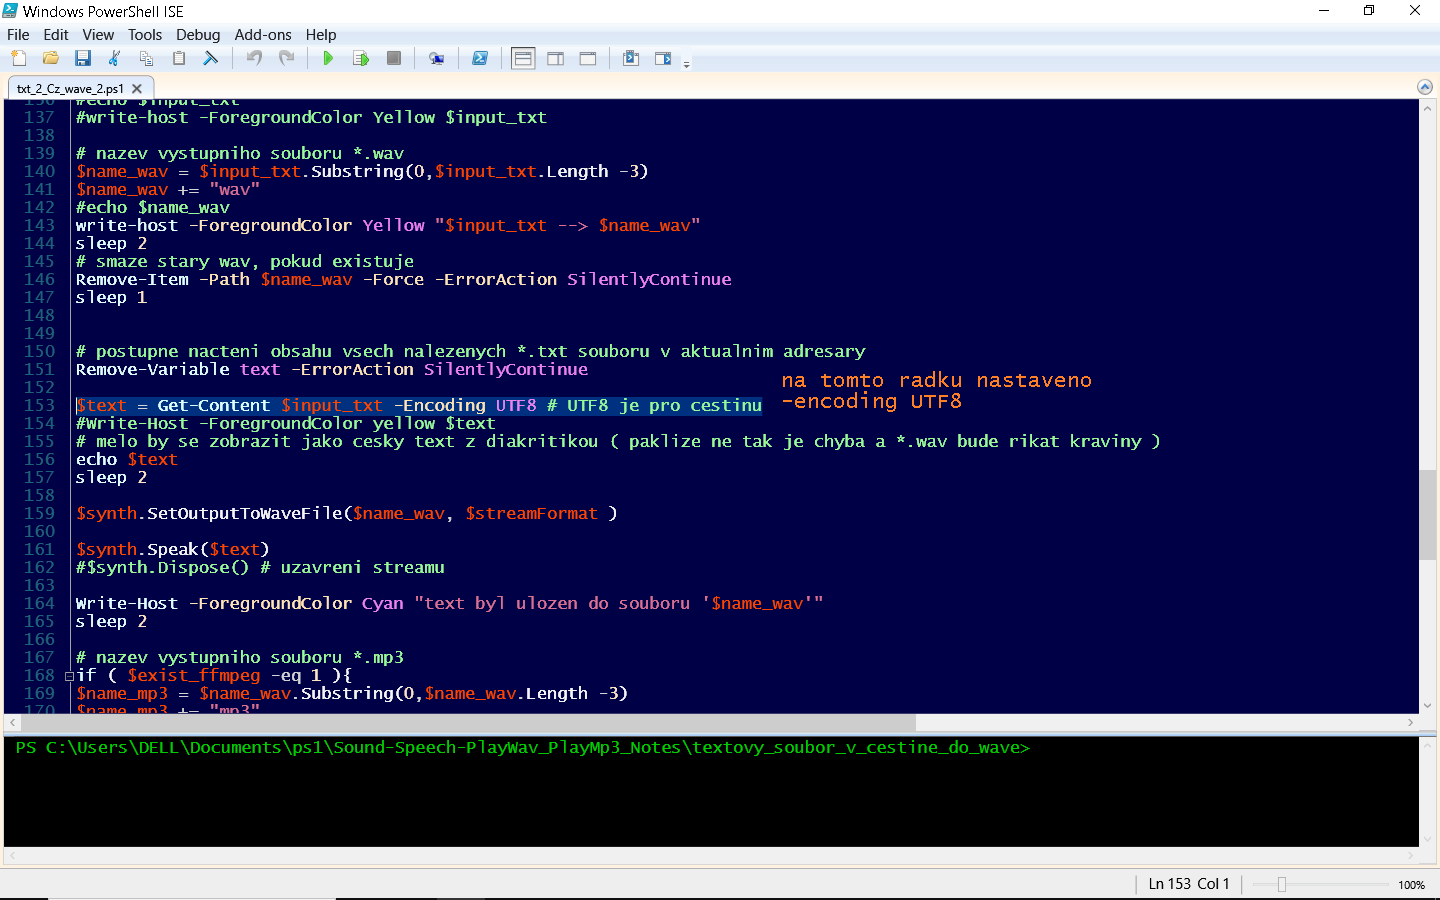 Windows PowerShell ISE
File Edit View Tools Debug Add-ons Help
txt_2_Cz_wave_2.ps1
136 #echo $input_txt
137 #write-host -ForegroundColor Yellow $input_txt
138
139 # nazev vystupniho souboru *.wav
140 $name_wav = $input_txt.Substring(0,$input_txt.Length -3)
141 $name_wav += "wav"
142 #echo $name_wav
143 write-host -ForegroundColor Yellow "$input_txt --> $name_wav"
144 sleep 2
145 # smaze stary wav, pokud existuje
146 Remove-Item -Path $name_wav -Force -ErrorAction SilentlyContinue
147 sleep 1
148
149
150 # postupne nacteni obsahu vsech nalezenych *.txt souboru v aktualnim adresary
151 Remove-Variable text -ErrorAction SilentlyContinue
152
na tomto radku nastaveno
-encoding UTF8
153 $text = Get-Content $input_txt -Encoding UTF8 # UTF8 je pro cestinu
154 #Write-Host -ForegroundColor yellow $text
155 # melo by se zobrazit jako cesky text z diakritikou ( paklize ne tak je chyba a *.wav bude rikat kraviny )
156 echo $text
157 sleep 2
158
159 $synth.SetOutputToWaveFile($name_wav, $streamFormat )
160
161 $synth.Speak($text)
162 #$synth.Dispose() # uzavreni streamu
163
164 Write-Host -ForegroundColor Cyan "text byl ulozen do souboru '$name_wav'"
165 sleep 2
166
167 # nazev vystupniho souboru *.mp3
168 if ( $exist_ffmpeg -eq 1 ){
169 $name_mp3 = $name_wav.Substring(0,$name_wav.Length -3)
170 $name_mp3 += "mp3"
PS C:\Users\DELL\Documents\ps1\Sound-Speech-PlayWav_PlayMp3_Notes\textovy_soubor_v_cestine_do_wave>
Ln 153 Col 1 100%